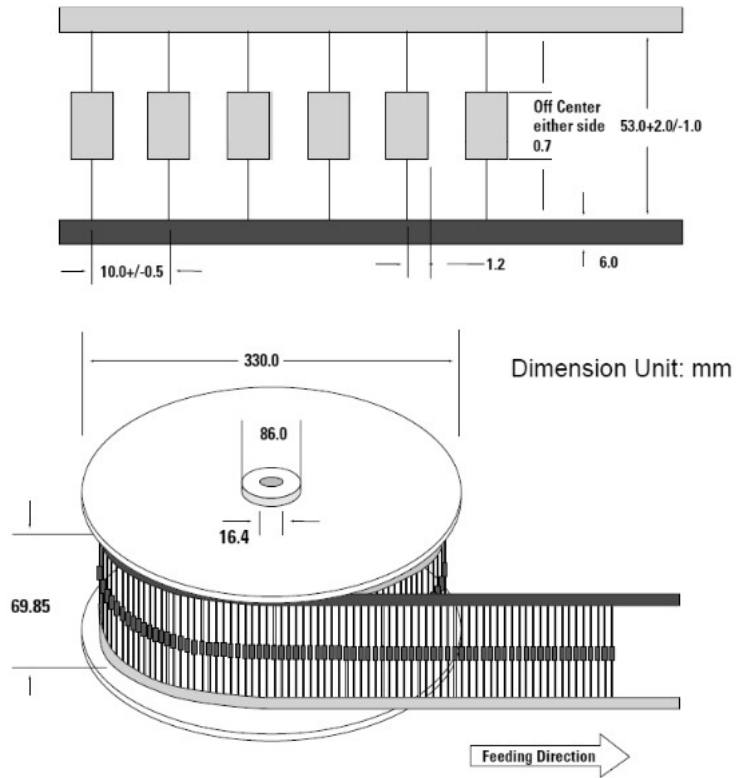 Off Center
either side
0.7
53.0+2.0/-1.0
10.0+/-0.5
1.2
6.0
330.0
Dimension Unit: mm
86.0
16.4
69.85
Feeding Direction